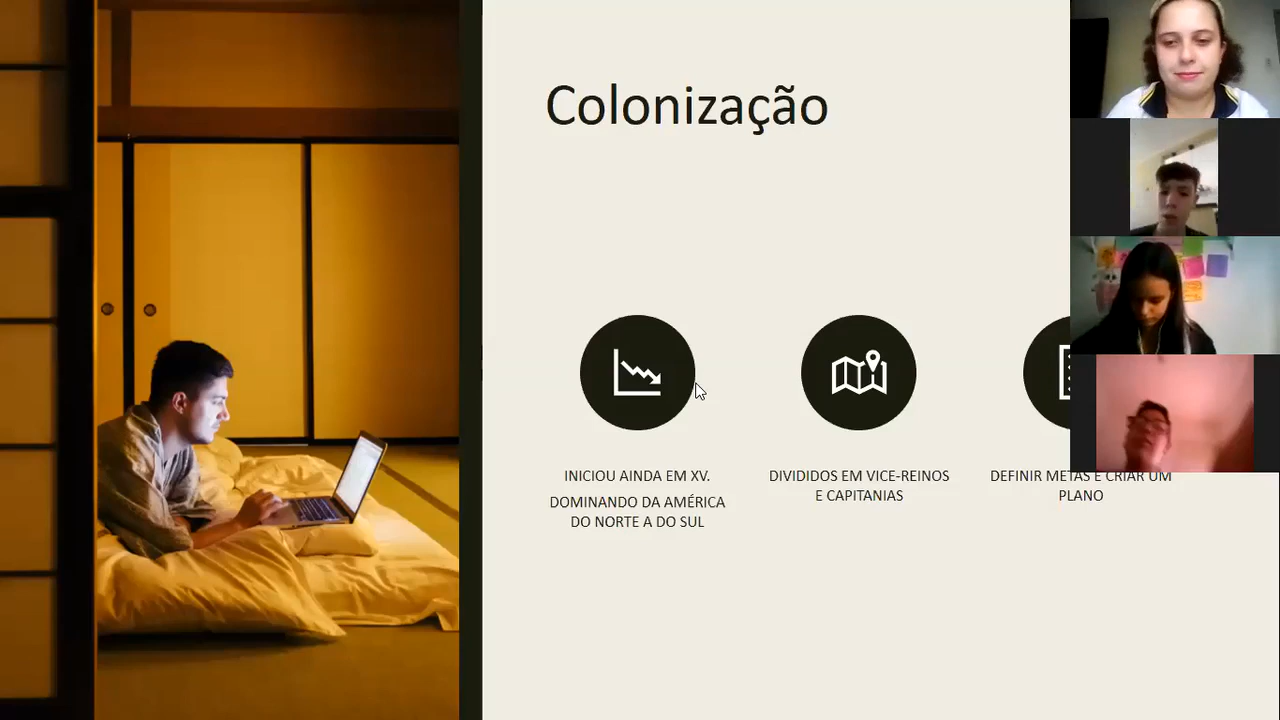 Colonização
INICIOU AINDA EM XV.
DOMINANDO DA AMÉRICA
DO NORTE A DO SUL
DIVIDIDOS EM VICE-REINOS
E CAPITANIAS
DEFINIR METAS E CRIAR UM
PLANO